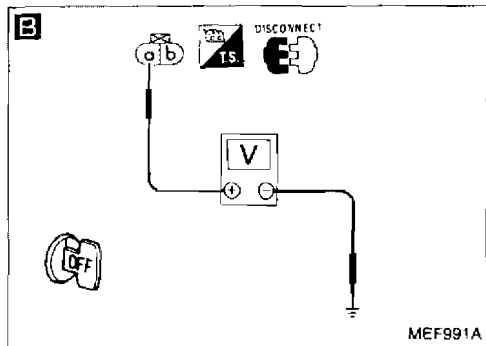 B
DISCONNECT
a b
T.S.
V
+ −
OFF
MEF991A